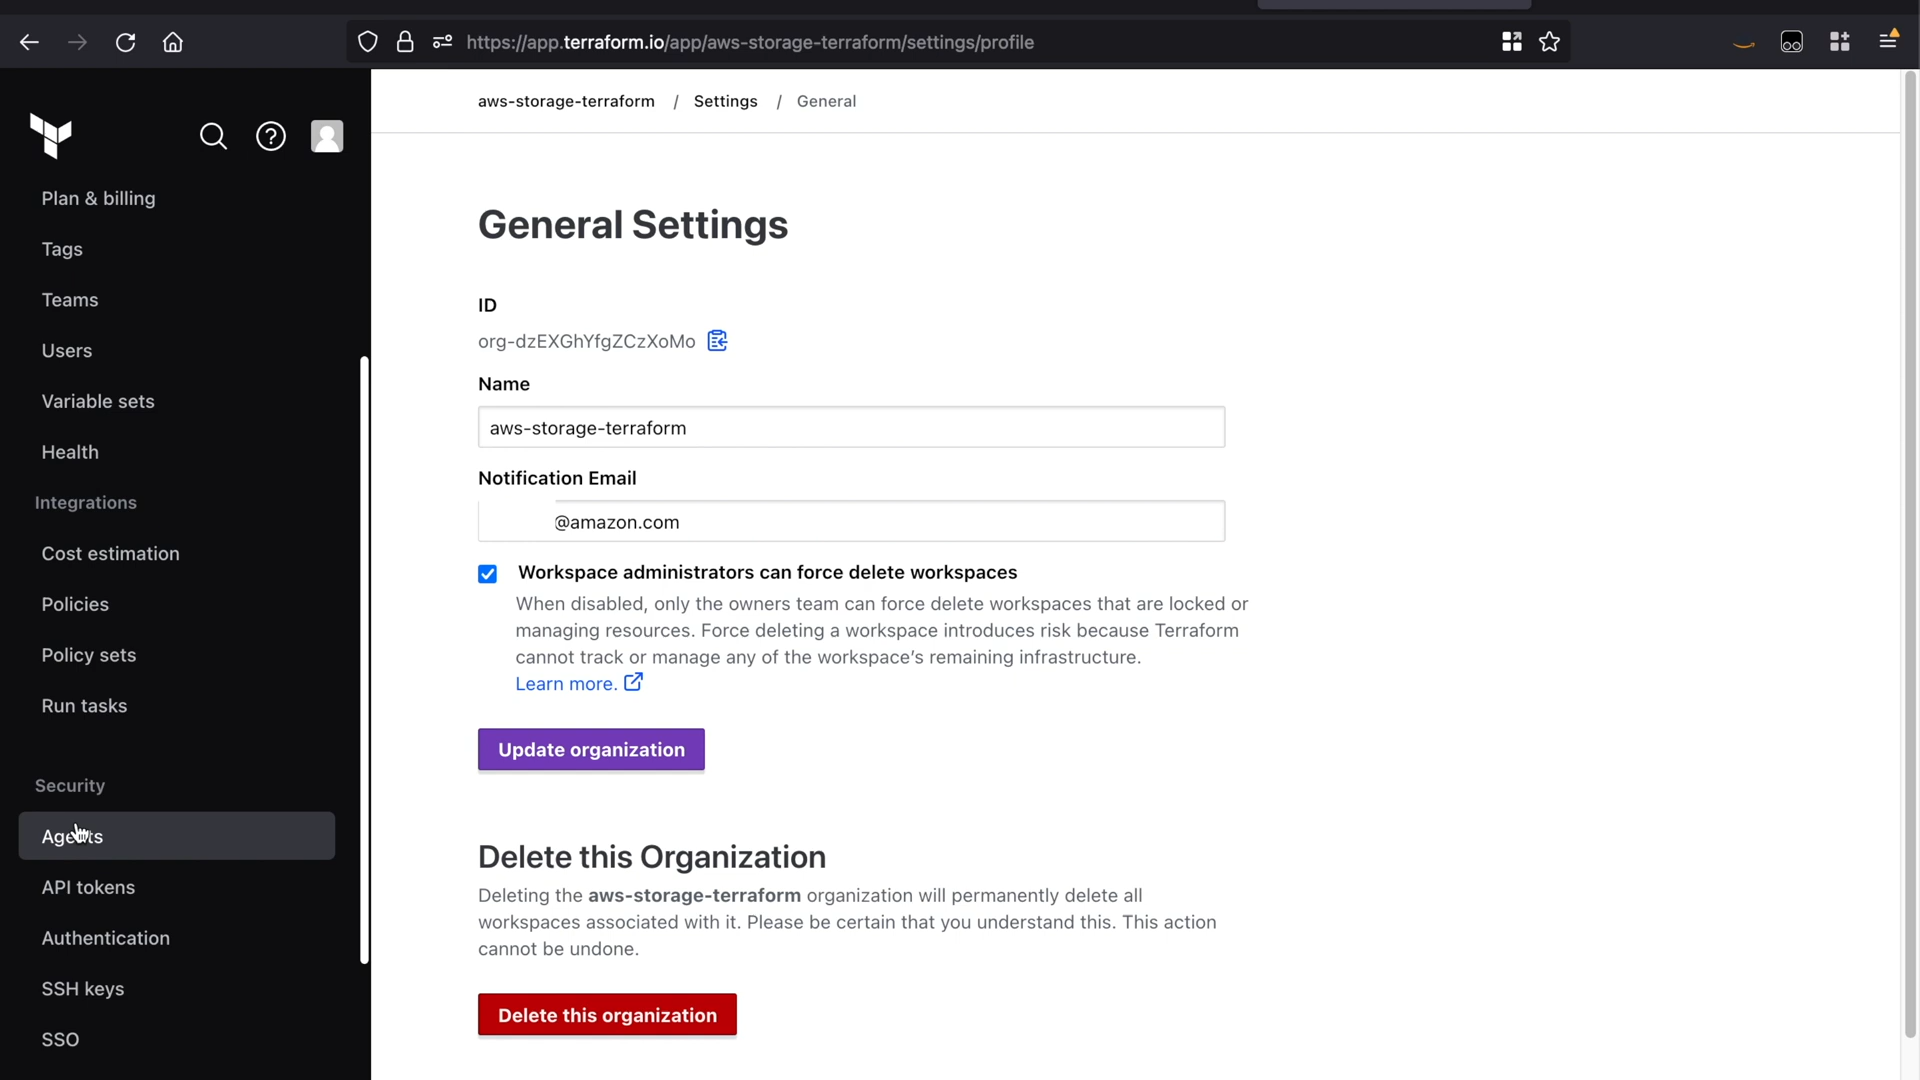 https://app.terraform.io/app/aws-storage-terraform/settings/profile
aws-storage-terraform / Settings / General
Plan & billing
Tags
Teams
Users
Variable sets
Health
Integrations
Cost estimation
Policies
Policy sets
Run tasks
Security
Agents
API tokens
Authentication
SSH keys
SSO
General Settings
ID
org-dzEXGhYfgZCzXoMo
Name
aws-storage-terraform
Notification Email
@amazon.com
Workspace administrators can force delete workspaces
When disabled, only the owners team can force delete workspaces that are locked or
managing resources. Force deleting a workspace introduces risk because Terraform
cannot track or manage any of the workspace's remaining infrastructure.
Learn more.
Update organization
Delete this Organization
Deleting the aws-storage-terraform organization will permanently delete all
workspaces associated with it. Please be certain that you understand this. This action
cannot be undone.
Delete this organization